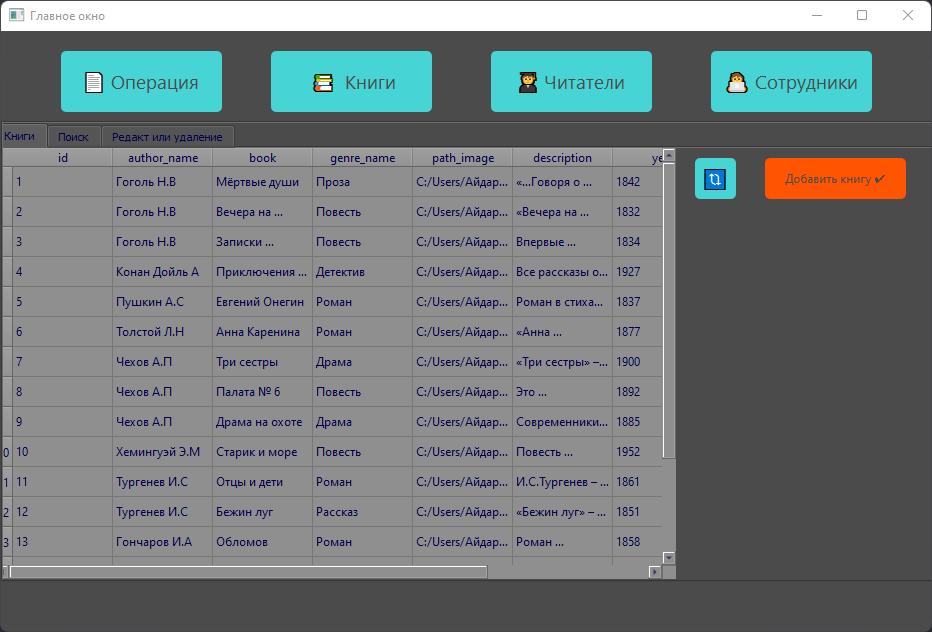 Главное окно
Операция Книги Читатели Сотрудники
Книги Поиск Редакт или удаление
id author_name book genre_name path_image description ye
Добавить книгу ✔
1 Гоголь Н.В Мёртвые души Проза C:/Users/Айдар... «...Говоря о ... 1842
2 Гоголь Н.В Вечера на ... Повесть C:/Users/Айдар... «Вечера на ... 1832
3 Гоголь Н.В Записки ... Повесть C:/Users/Айдар... Впервые ... 1834
4 Конан Дойль А Приключения ... Детектив C:/Users/Айдар... Все рассказы о... 1927
5 Пушкин А.С Евгений Онегин Роман C:/Users/Айдар... Роман в стиха... 1837
6 Толстой Л.Н Анна Каренина Роман C:/Users/Айдар... «Анна ... 1877
7 Чехов А.П Три сестры Драма C:/Users/Айдар... «Три сестры» –... 1900
8 Чехов А.П Палата № 6 Повесть C:/Users/Айдар... Это ... 1892
9 Чехов А.П Драма на охоте Драма C:/Users/Айдар... Современники... 1885
0 10 Хемингуэй Э.М Старик и море Повесть C:/Users/Айдар... Повесть ... 1952
1 11 Тургенев И.С Отцы и дети Роман C:/Users/Айдар... И.С.Тургенев – ... 1861
2 12 Тургенев И.С Бежин луг Рассказ C:/Users/Айдар... «Бежин луг» – ... 1851
3 13 Гончаров И.А Обломов Роман C:/Users/Айдар... Роман ... 1858